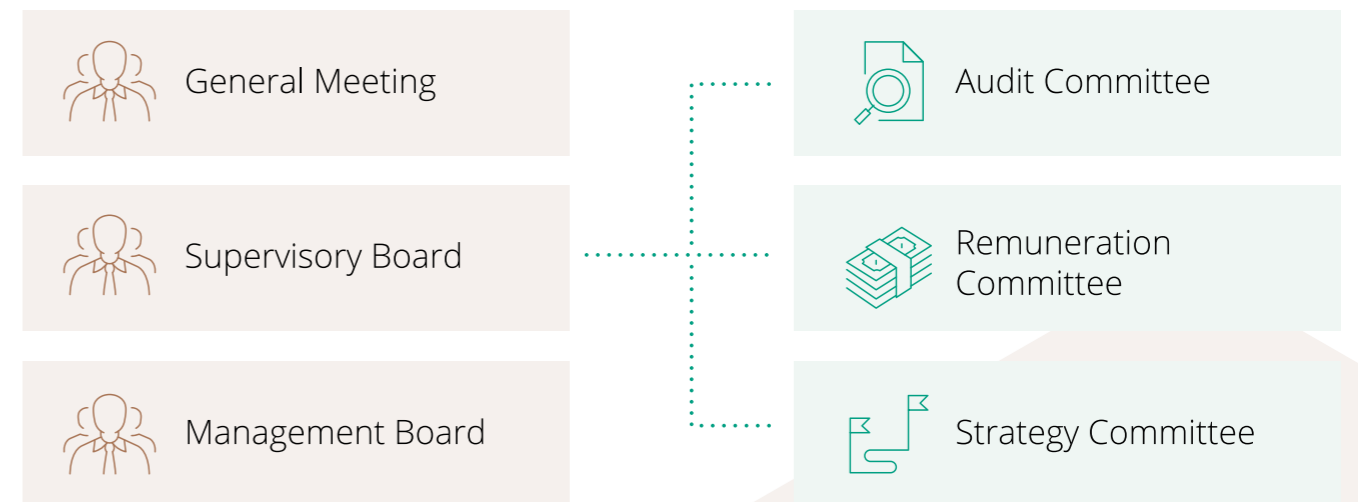 General Meeting
Supervisory Board
Management Board
Audit Committee
Remuneration
Committee
Strategy Committee